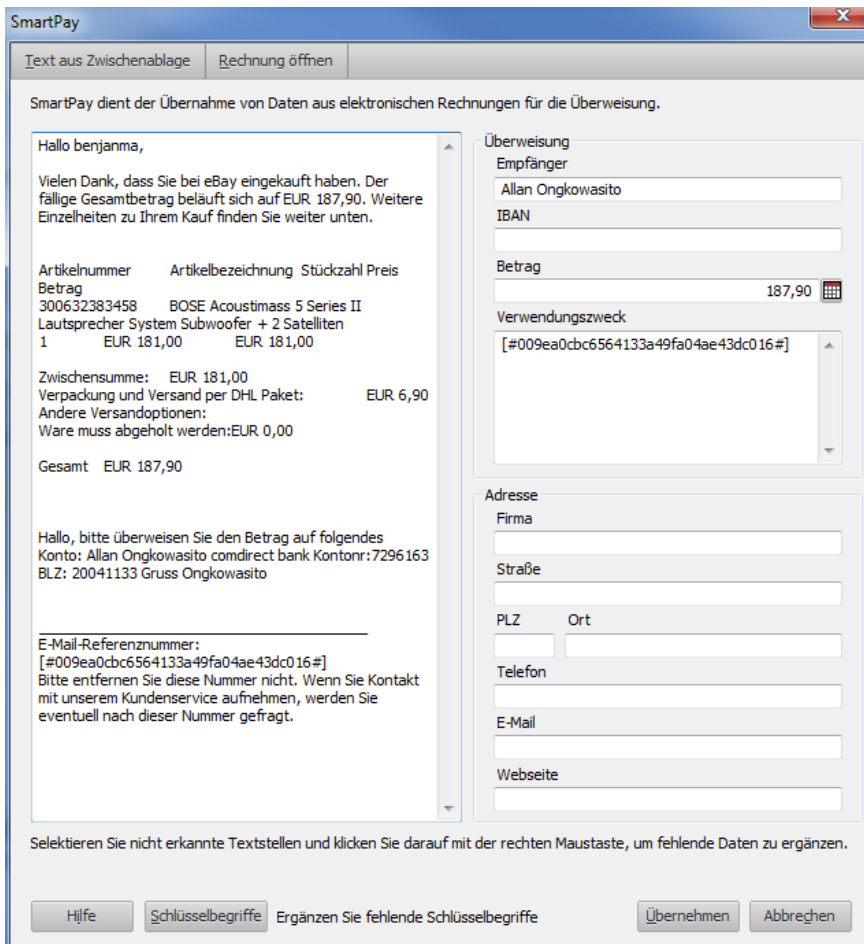 SmartPay
Text aus Zwischenablage Rechnung öffnen
SmartPay dient der Übernahme von Daten aus elektronischen Rechnungen für die Überweisung.
Hallo benjanma,
Vielen Dank, dass Sie bei eBay eingekauft haben. Der
fällige Gesamtbetrag beläuft sich auf EUR 187,90. Weitere
Einzelheiten zu Ihrem Kauf finden Sie weiter unten.
Artikelnummer Artikelbezeichnung Stückzahl Preis
Betrag
300632383458 BOSE Acoustimass 5 Series II
Lautsprecher System Subwoofer + 2 Satelliten
1 EUR 181,00 EUR 181,00
Zwischensumme: EUR 181,00
Verpackung und Versand per DHL Paket: EUR 6,90
Andere Versandoptionen:
Ware muss abgeholt werden:EUR 0,00
Gesamt EUR 187,90
Hallo, bitte überweisen Sie den Betrag auf folgendes
Konto: Allan Ongkowasito comdirect bank Kontonr:7296163
BLZ: 20041133 Gruss Ongkowasito
E-Mail-Referenznummer:
[#009ea0cbc6564133a49fa04ae43dc016#]
Bitte entfernen Sie diese Nummer nicht. Wenn Sie Kontakt
mit unserem Kundenservice aufnehmen, werden Sie
eventuell nach dieser Nummer gefragt.
Überweisung
Empfänger
Allan Ongkowasito
IBAN
Betrag
187,90
Verwendungszweck
[#009ea0cbc6564133a49fa04ae43dc016#]
Adresse
Firma
Straße
PLZ Ort
Telefon
E-Mail
Webseite
Selektieren Sie nicht erkannte Textstellen und klicken Sie darauf mit der rechten Maustaste, um fehlende Daten zu ergänzen.
Hilfe Schlüsselbegriffe Ergänzen Sie fehlende Schlüsselbegriffe Übernehmen Abbrechen